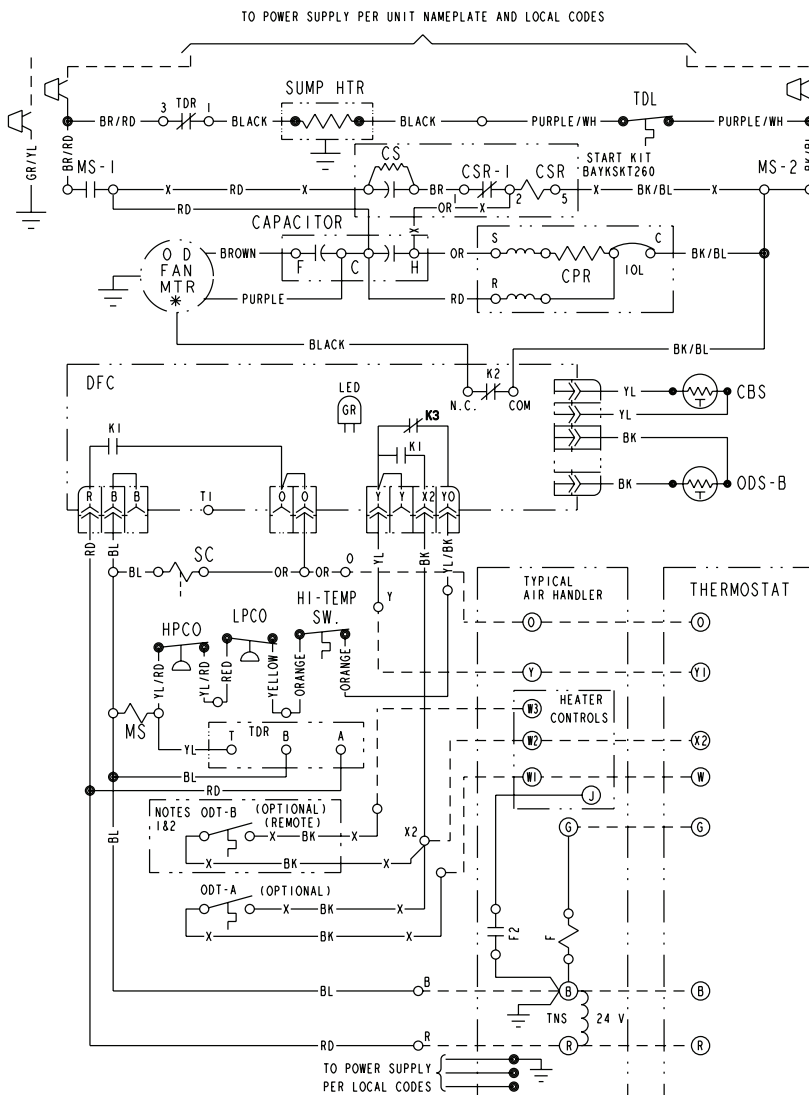 TO POWER SUPPLY PER UNIT NAMEPLATE AND LOCAL CODES
SUMP HTR
TDL
BR/RD
3
TDR
1
BLACK
BLACK
PURPLE/WH
PURPLE/WH
GR/YL
BR/RD
BK/BL
START KIT
BAYKSKT260
MS-1
CS
CSR-1
CSR
MS-2
X
RD
X
BR
1
2
5
X
BK/BL
X
RD
OR
X
X
CAPACITOR
O D
FAN
MTR
*
BROWN
F
C
H
OR
S
CPR
IOL
C
BK/BL
PURPLE
RD
R
BLACK
BK/BL
DFC
LED
GR
K2
N.C.
COM
YL
CBS
YL
BK
BK
ODS-B
K1
K3
K1
R
B
B
T1
O
O
Y
Y
X2
YO
RD
BL
YL
BK
YL/BK
BL
SC
OR
OR
O
Y
HI-TEMP
SW.
HPCO
LPCO
YL/RD
YL/RD
RED
YELLOW
ORANGE
ORANGE
TYPICAL
AIR HANDLER
THERMOSTAT
O
O
Y
Y1
HEATER
CONTROLS
W3
W2
X2
W1
W
J
G
G
MS
YL
T
TDR
B
A
BL
RD
BL
NOTES
1&2
ODT-B
(OPTIONAL)
(REMOTE)
X
BK
X
X
BK
X
X2
ODT-A
(OPTIONAL)
X
BK
X
X
BK
X
F2
F
BL
B
B
B
TNS
24 V
RD
R
R
R
TO POWER SUPPLY
PER LOCAL CODES